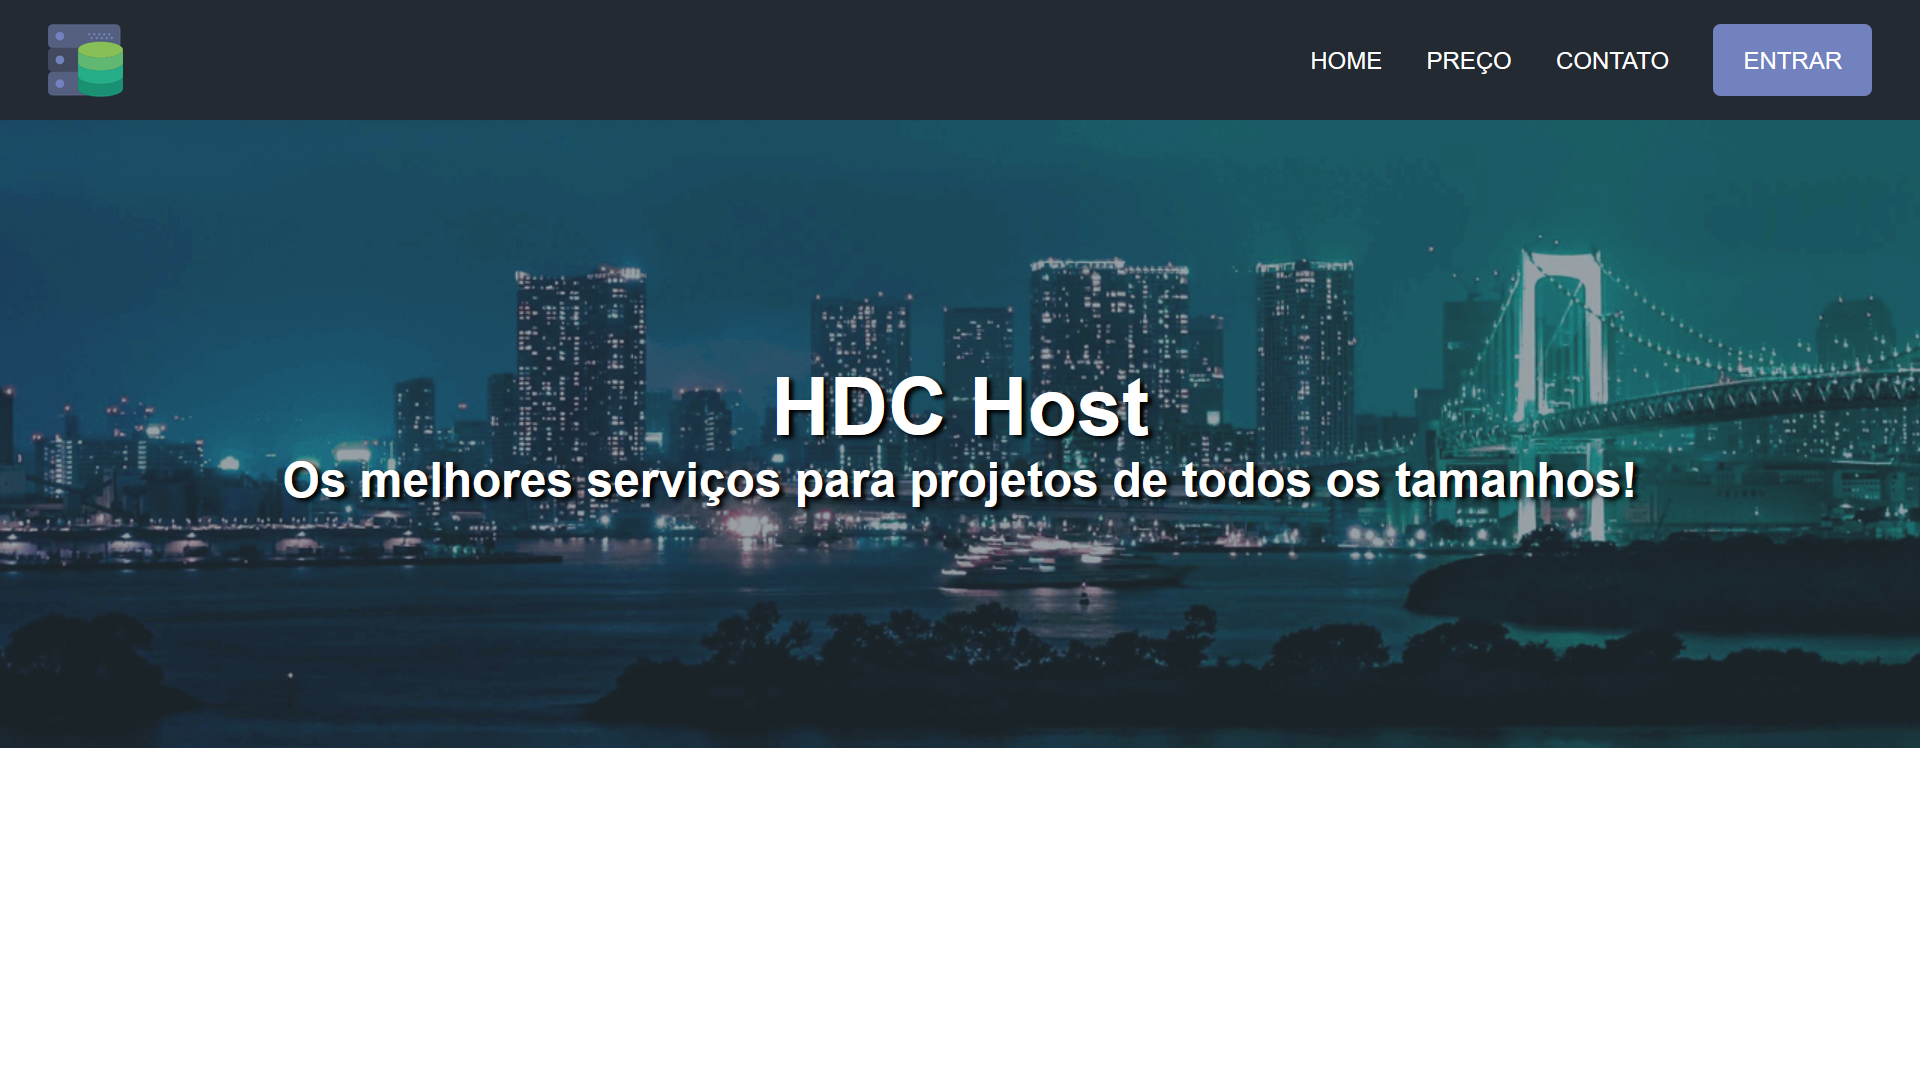 HOME PREÇO CONTATO ENTRAR
HDC Host
Os melhores serviços para projetos de todos os tamanhos!